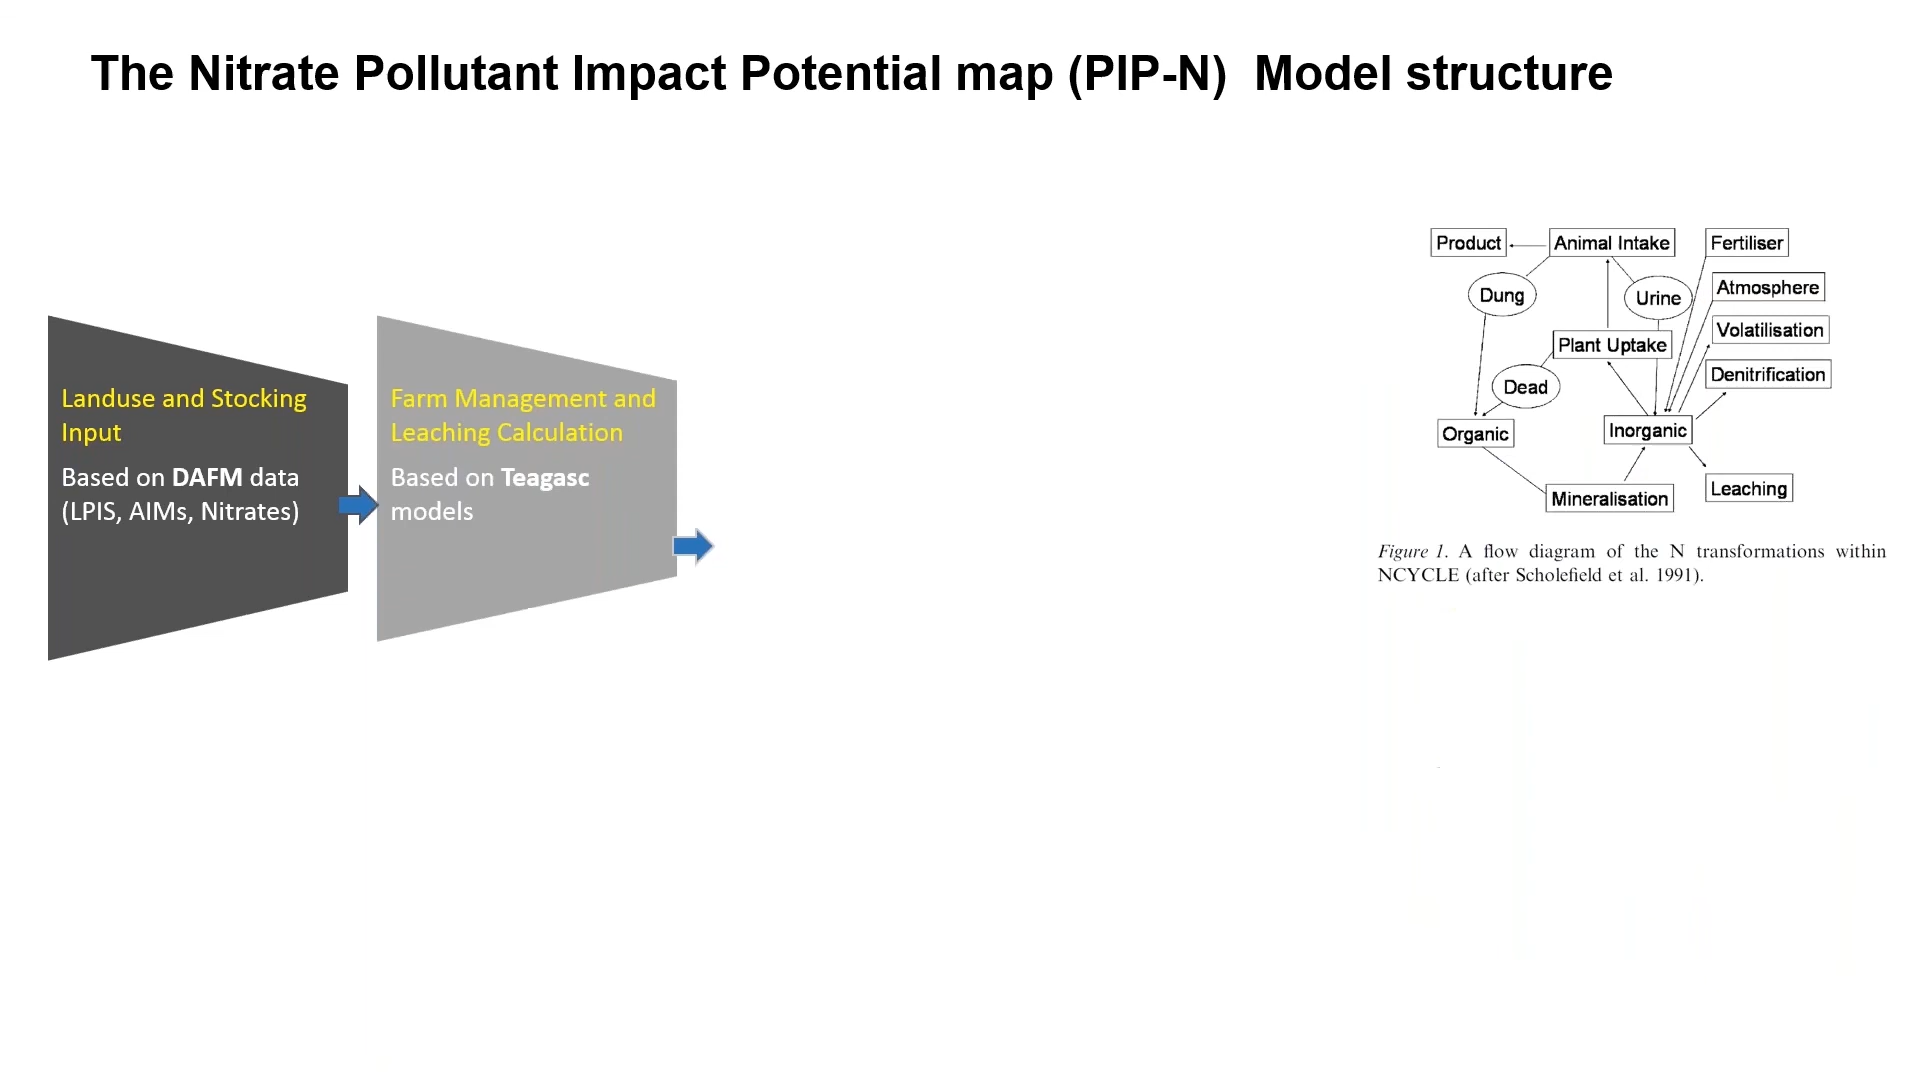 The Nitrate Pollutant Impact Potential map (PIP-N)  Model structure
Landuse and Stocking
Input
Based on DAFM data
(LPIS, AIMs, Nitrates)
Farm Management and
Leaching Calculation
Based on Teagasc
models
Product
Animal Intake
Fertiliser
Dung
Urine
Atmosphere
Volatilisation
Plant Uptake
Denitrification
Dead
Organic
Inorganic
Leaching
Mineralisation
Figure 1. A flow diagram of the N transformations within
NCYCLE (after Scholefield et al. 1991).